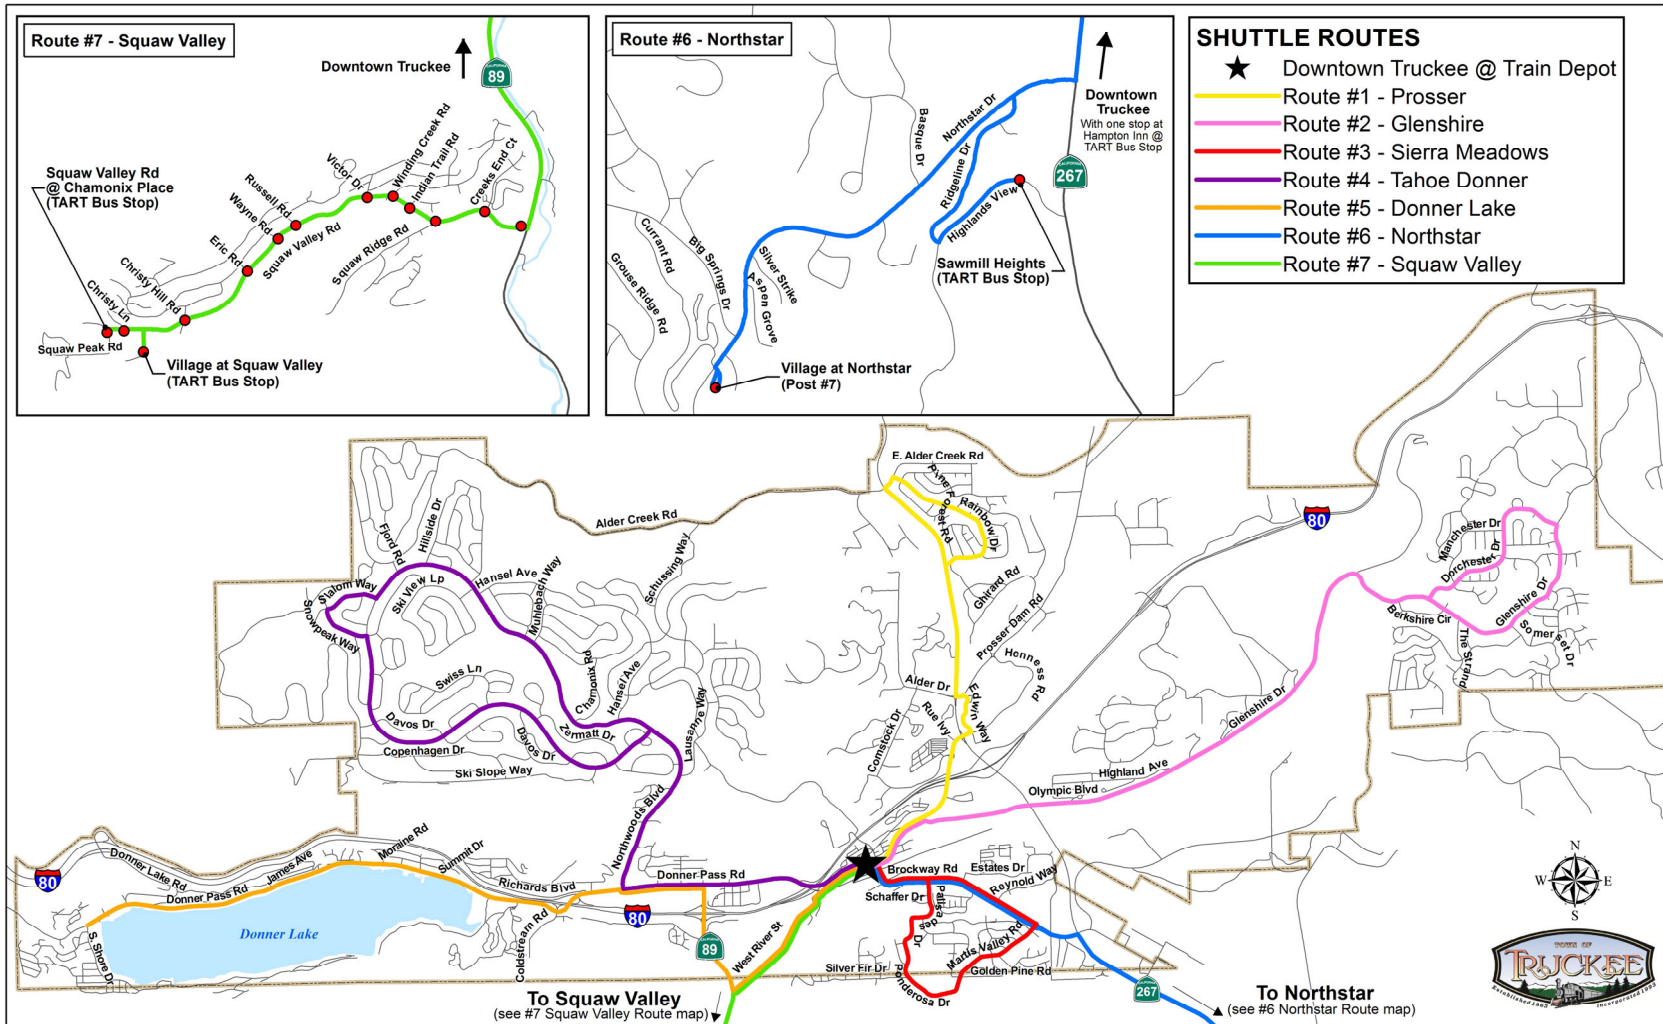 Route #7 - Squaw Valley
Downtown Truckee
CALIFORNIA
89
Squaw Valley Rd
@ Chamonix Place
(TART Bus Stop)
Victor Dr
Winding Creek Rd
Indian Trail Rd
Creeks End Ct
Russell Rd
Wayne Rd
Eric Rd
Squaw Valley Rd
Squaw Ridge Rd
Christy Hill Rd
Christy Ln
Squaw Peak Rd
Village at Squaw Valley
(TART Bus Stop)
Route #6 - Northstar
Downtown
Truckee
With one stop at
Hampton Inn @
TART Bus Stop
CALIFORNIA
267
Northstar Dr
Basque Dr
Ridgeline Dr
Highlands View
Sawmill Heights
(TART Bus Stop)
Currant Rd
Grouse Ridge Rd
Big Springs Dr
Silver Strike
Aspen Grove
Village at Northstar
(Post #7)
SHUTTLE ROUTES
Downtown Truckee @ Train Depot
Route #1 - Prosser
Route #2 - Glenshire
Route #3 - Sierra Meadows
Route #4 - Tahoe Donner
Route #5 - Donner Lake
Route #6 - Northstar
Route #7 - Squaw Valley
E. Alder Creek Rd
Pine Forest Rd
Rainbow Dr
Alder Creek Rd
Fjord Rd
Hillside Dr
Slalom Way
Ski View Lp
Hansel Ave
Muhlebach Way
Schussing Way
Snowpeak Way
Swiss Ln
Chamonix Rd
Hansel Ave
Lausanne Way
Davos Dr
Copenhagen Dr
Davos Dr
Zermatt Dr
Ski Slope Way
Northwoods Blvd
Ghirard Rd
Prosser Dam Rd
Henness Rd
Alder Dr
Edwin Way
Rue Ivy
Comstock Dr
80
Manchester Dr
Dorchester Dr
Glenshire Dr
Berkshire Cir
Somerset Dr
The Strand
Glenshire Dr
Highland Ave
Olympic Blvd
80
Donner Lake Rd
Donner Pass Rd
James Ave
Moraine Rd
Summit Dr
Richards Blvd
Donner Pass Rd
80
Coldstream Rd
CALIFORNIA
89
West River St
Donner Lake
S. Shore Dr
Brockway Rd
Estates Dr
Reynold Way
Schaffer Dr
Palisades Dr
Martis Valley Rd
Silver Fir Dr
Golden Pine Rd
Ponderosa Dr
CALIFORNIA
267
To Squaw Valley
(see #7 Squaw Valley Route map)
To Northstar
(see #6 Northstar Route map)
N
W
E
S
TOWN OF
TRUCKEE
Established 1863
Incorporated 1993